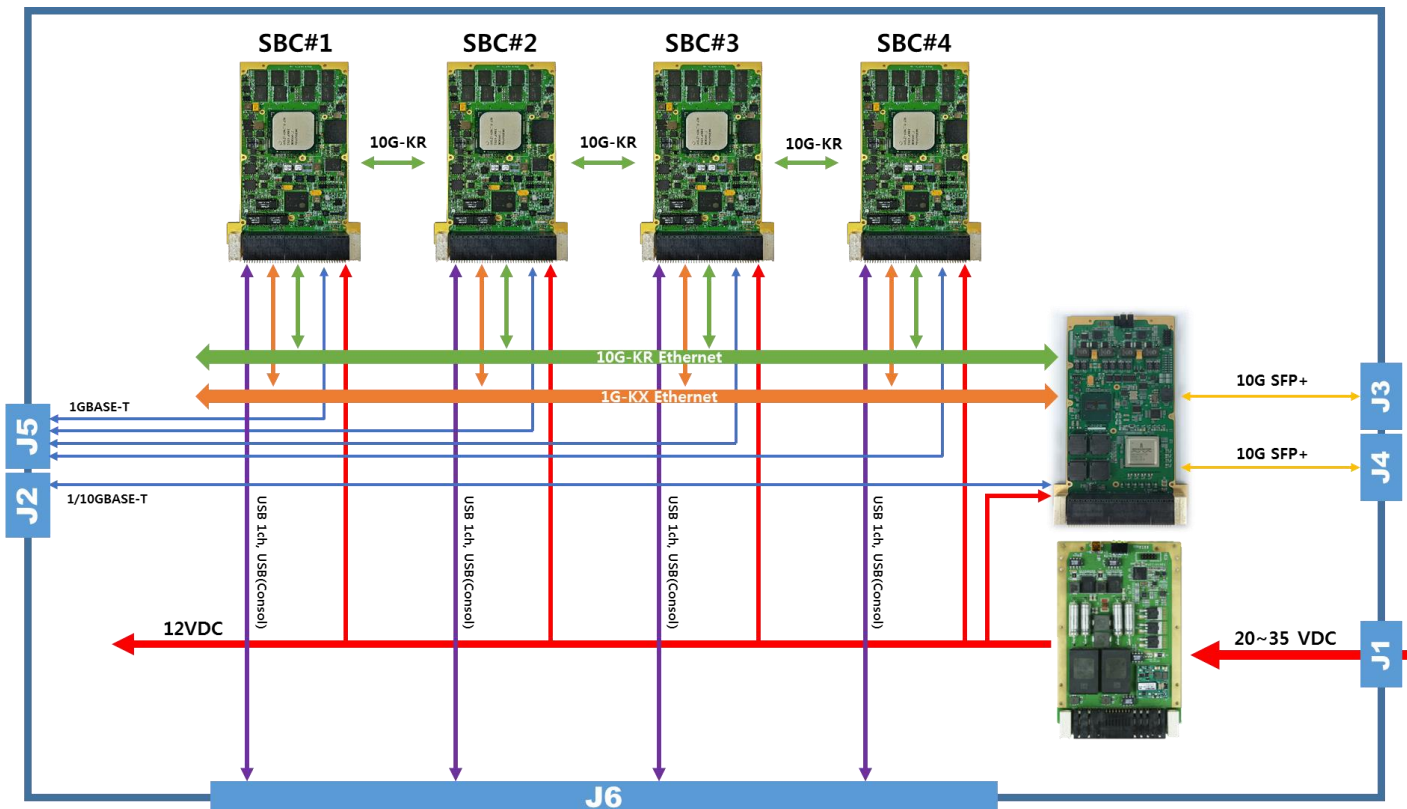 SBC#1
SBC#2
SBC#3
SBC#4
10G-KR
10G-KR
10G-KR
10G-KR Ethernet
1G-KX Ethernet
10G SFP+
J3
10G SFP+
J4
1GBASE-T
J5
1/10GBASE-T
J2
USB 1ch, USB(Consol)
USB 1ch, USB(Consol)
USB 1ch, USB(Consol)
USB 1ch, USB(Consol)
12VDC
20~35 VDC
J1
J6